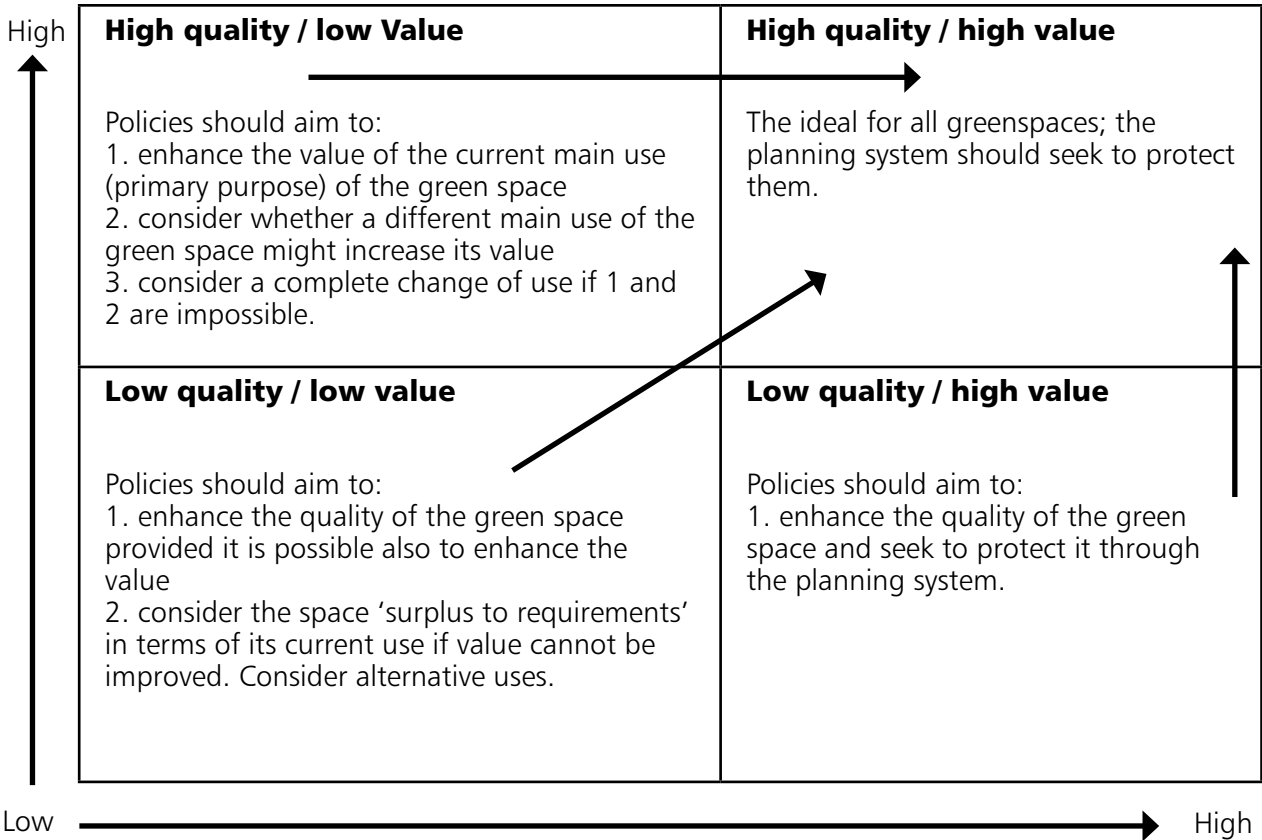 High
High quality / low Value
Policies should aim to:
1. enhance the value of the current main use
(primary purpose) of the green space
2. consider whether a different main use of the
green space might increase its value
3. consider a complete change of use if 1 and
2 are impossible.
High quality / high value
The ideal for all greenspaces; the
planning system should seek to protect
them.
Low quality / low value
Policies should aim to:
1. enhance the quality of the green space
provided it is possible also to enhance the
value
2. consider the space ‘surplus to requirements’
in terms of its current use if value cannot be
improved. Consider alternative uses.
Low quality / high value
Policies should aim to:
1. enhance the quality of the green
space and seek to protect it through
the planning system.
Low
High